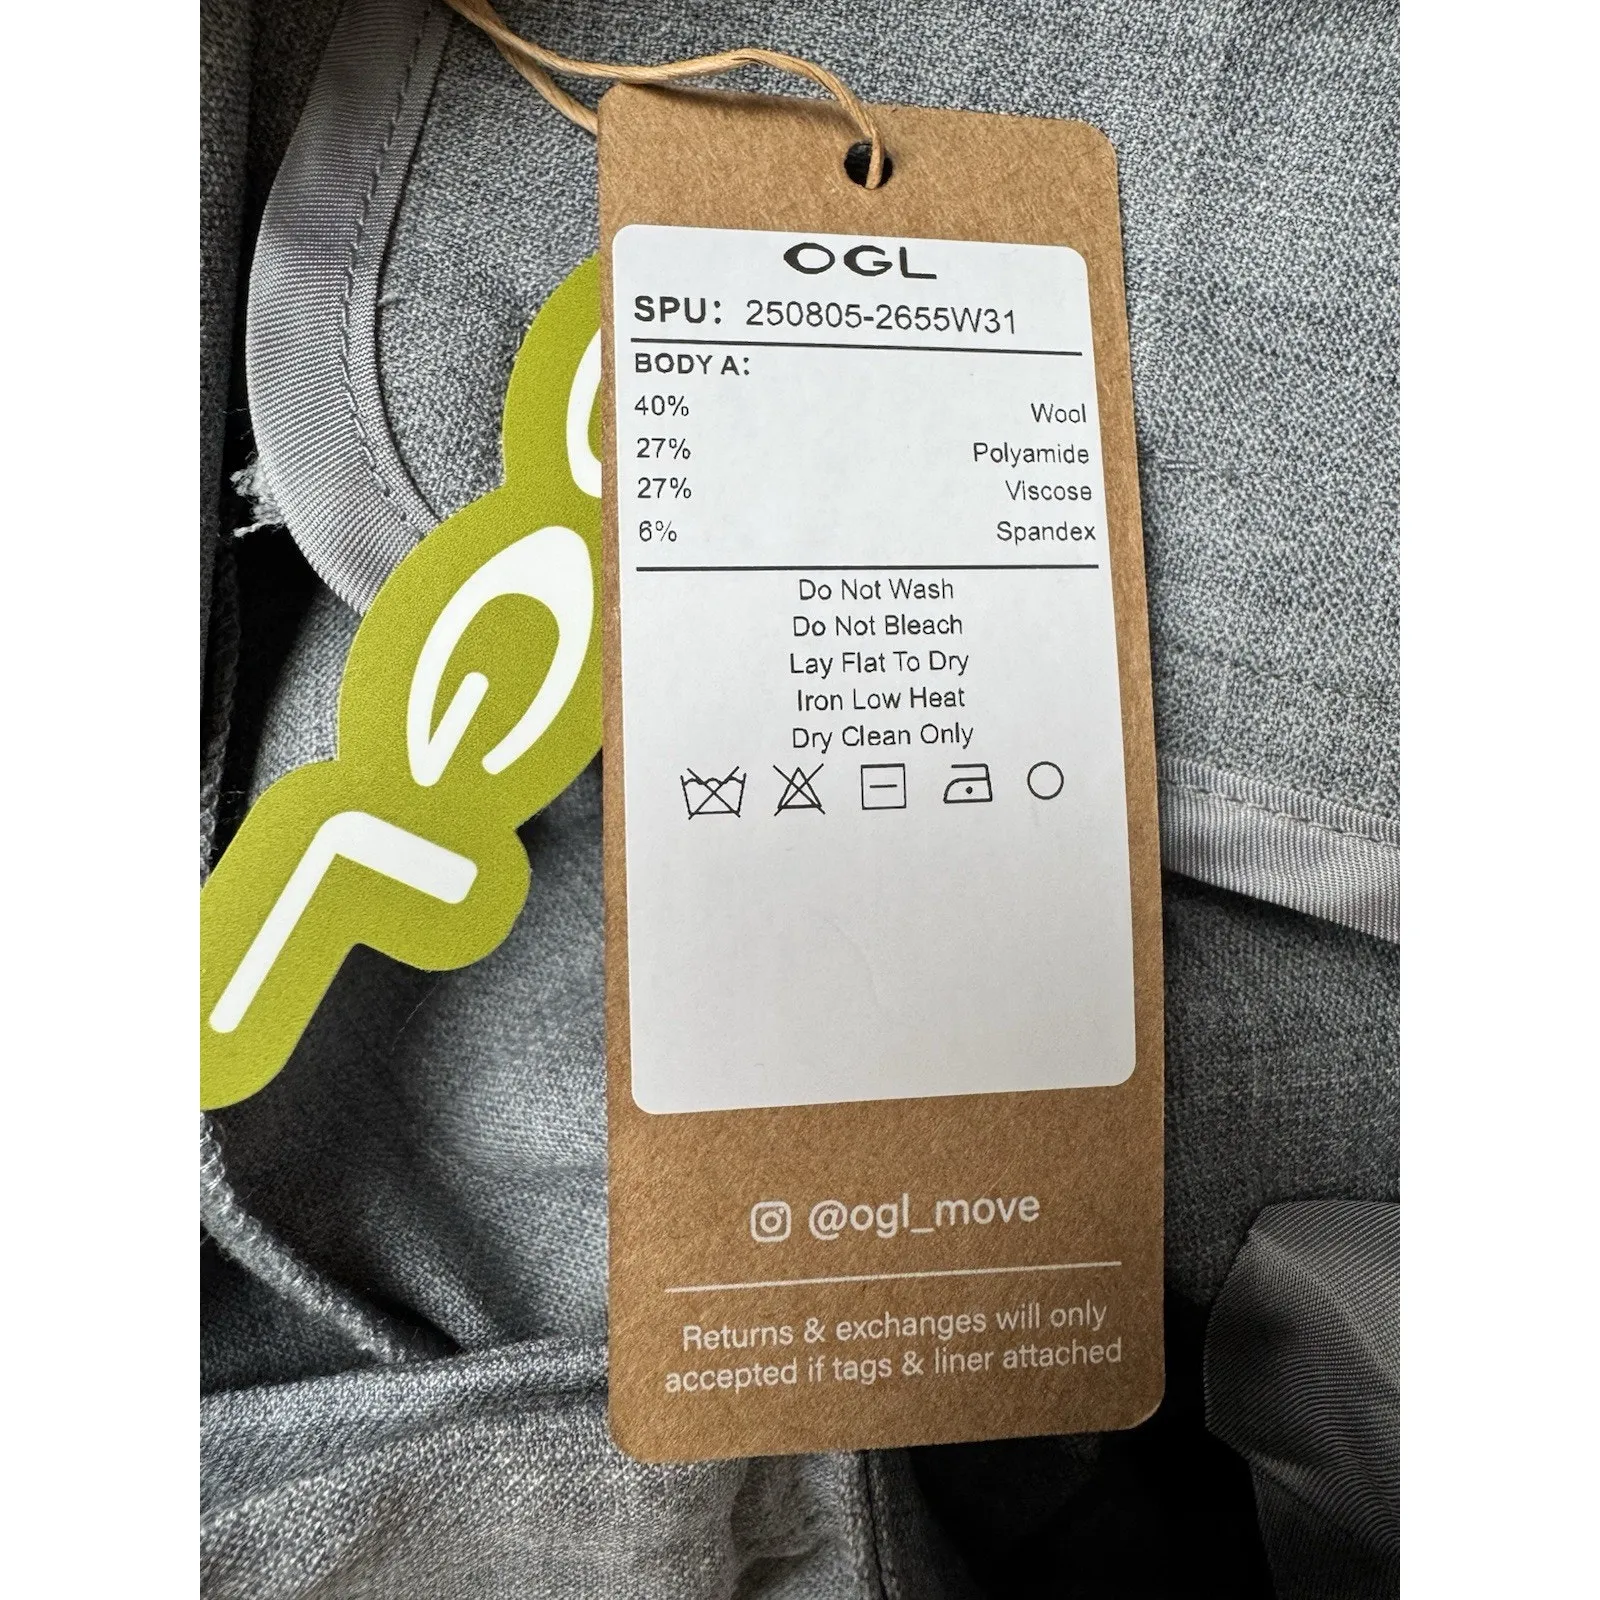 OGL
SPU: 250805-2655W31
BODY A:
40% Wool
27% Polyamide
27% Viscose
6% Spandex
Do Not Wash
Do Not Bleach
Lay Flat To Dry
Iron Low Heat
Dry Clean Only
@ogl_move
Returns & exchanges will only
accepted if tags & liner attached
OGL